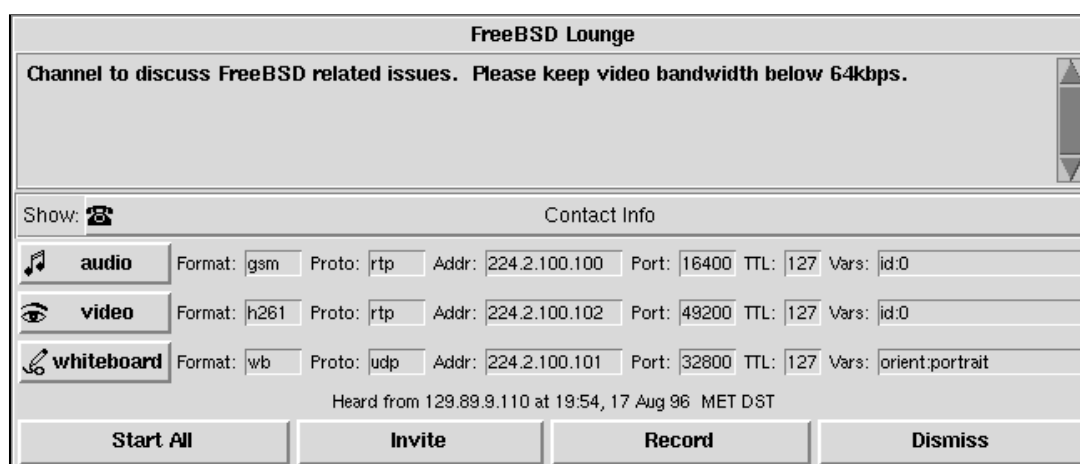 FreeBSD Lounge
Channel to discuss FreeBSD related issues. Please keep video bandwidth below 64kbps.
Show: Contact Info
audio Format: gsm Proto: rtp Addr: 224.2.100.100 Port: 16400 TTL: 127 Vars: id:0
video Format: h261 Proto: rtp Addr: 224.2.100.102 Port: 49200 TTL: 127 Vars: id:0
whiteboard Format: wb Proto: udp Addr: 224.2.100.101 Port: 32800 TTL: 127 Vars: orient:portrait
Heard from 129.89.9.110 at 19:54, 17 Aug 96 MET DST
Start All Invite Record Dismiss